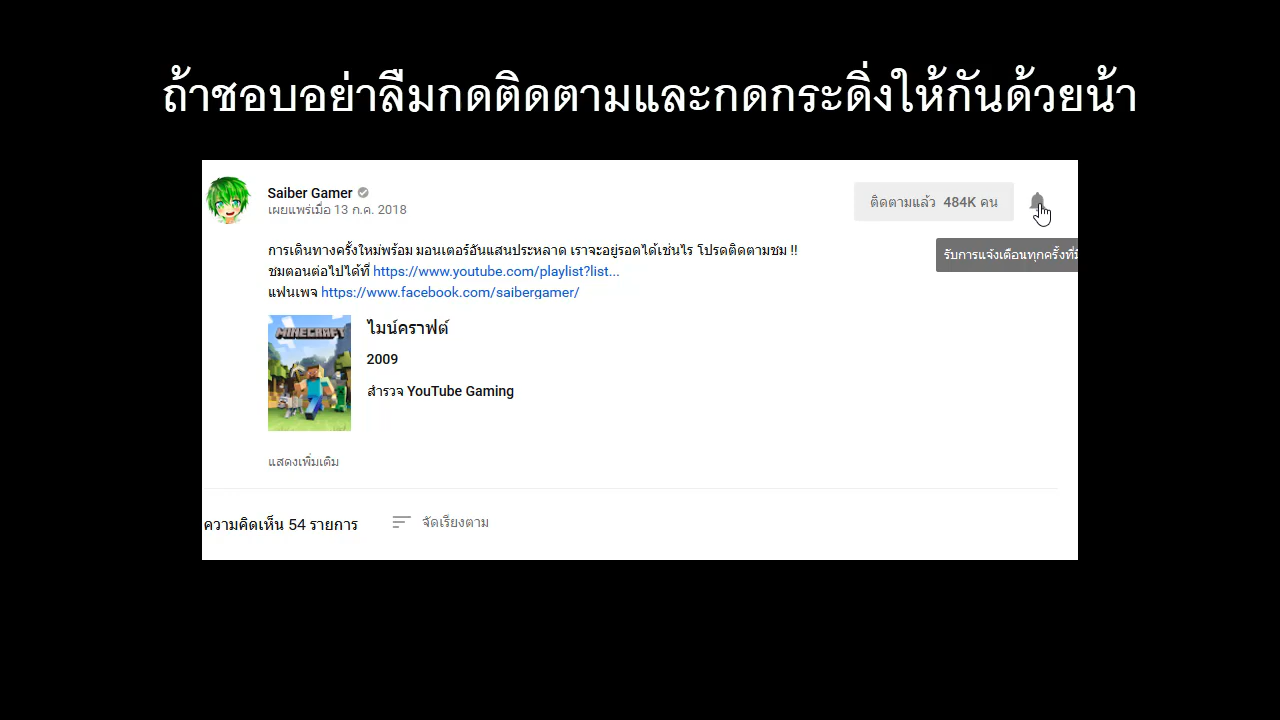 ถ้าชอบอย่าลืมกดติดตามและกดกระดิ่งให้กันด้วยน้า
Saiber Gamer
เผยแพร่เมื่อ 13 ก.ค. 2018
ติดตามแล้ว 484K คน
รับการแจ้งเตือนทุกครั้งที่มี
การเดินทางครั้งใหม่พร้อม มอนเตอร์อันแสนประหลาด เราจะอยู่รอดได้เช่นไร โปรดติดตามชม !!
ชมตอนต่อไปได้ที่ https://www.youtube.com/playlist?list...
แฟนเพจ https://www.facebook.com/saibergamer/
MINECRAFT
ไมน์คราฟต์
2009
สำรวจ YouTube Gaming
แสดงเพิ่มเติม
ความคิดเห็น 54 รายการ
จัดเรียงตาม